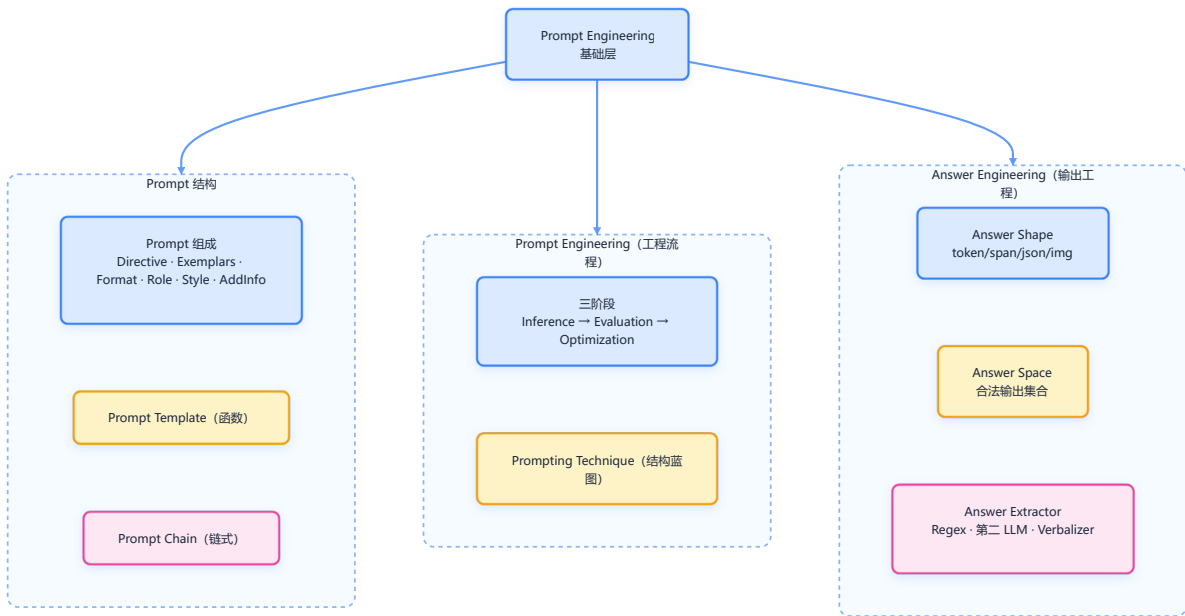 Prompt Engineering
基础层
Prompt 结构
Prompt 组成
Directive · Exemplars ·
Format · Role · Style · AddInfo
Prompt Template（函数）
Prompt Chain（链式）
Prompt Engineering（工程流
程）
三阶段
Inference → Evaluation →
Optimization
Prompting Technique（结构蓝
图）
Answer Engineering（输出工
程）
Answer Shape
token/span/json/img
Answer Space
合法输出集合
Answer Extractor
Regex · 第二 LLM · Verbalizer